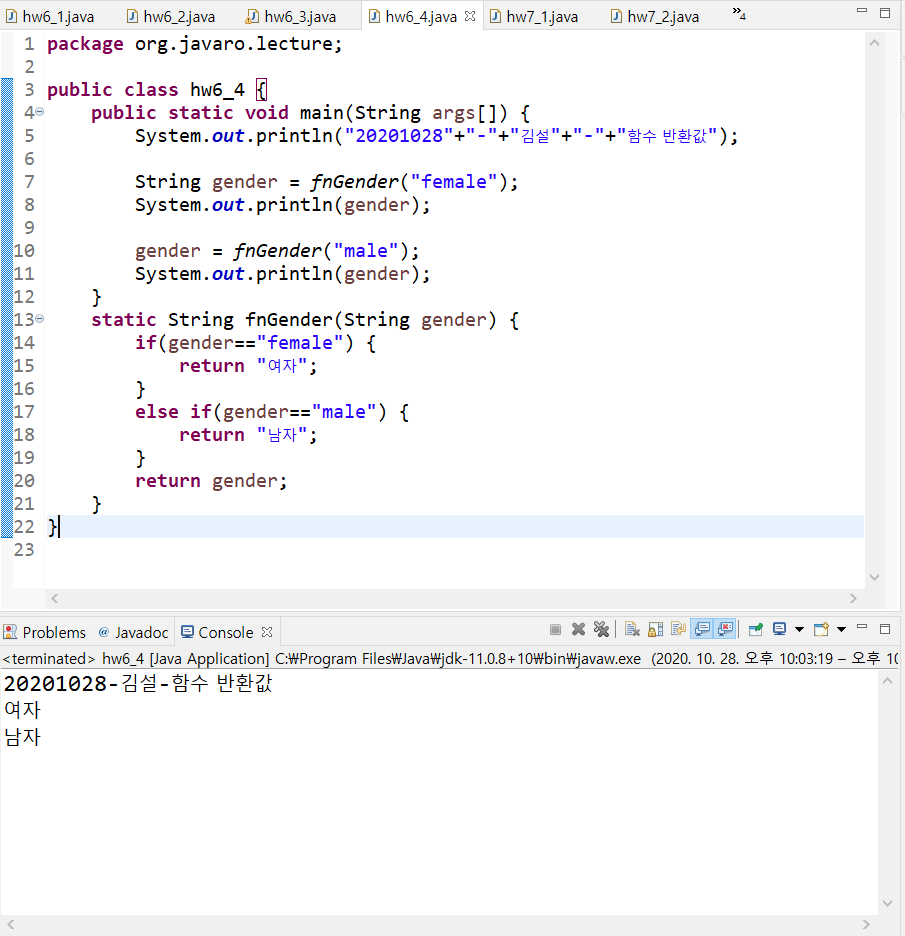 hw6_1.java hw6_2.java hw6_3.java hw6_4.java hw7_1.java hw7_2.java »4
1 package org.javaro.lecture;
2
3 public class hw6_4 {
4 public static void main(String args[]) {
5 System.out.println("20201028"+"-"+"김설"+"-"+"함수 반환값");
6
7 String gender = fnGender("female");
8 System.out.println(gender);
9
10 gender = fnGender("male");
11 System.out.println(gender);
12 }
13 static String fnGender(String gender) {
14 if(gender=="female") {
15 return "여자";
16 }
17 else if(gender=="male") {
18 return "남자";
19 }
20 return gender;
21 }
22 }
23
Problems @ Javadoc Console
<terminated> hw6_4 [Java Application] C:₩Program Files₩Java₩jdk-11.0.8+10₩bin₩javaw.exe (2020. 10. 28. 오후 10:03:19 – 오후 10
20201028-김설-함수 반환값
여자
남자